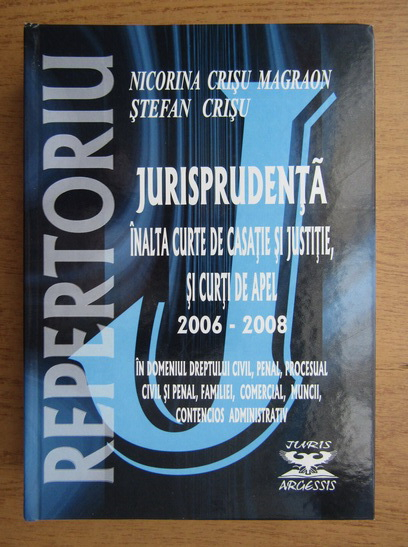 REPERTORIU
NICORINA CRIŞU MAGRAON
ŞTEFAN CRIŞU
JURISPRUDENŢĂ
ÎNALTA CURTE DE CASAŢIE ŞI JUSTIŢIE,
ŞI CURŢI DE APEL
2006 - 2008
ÎN DOMENIUL DREPTULUI CIVIL, PENAL, PROCESUAL
CIVIL ŞI PENAL, FAMILIEI, COMERCIAL, MUNCII,
CONTENCIOS ADMINISTRATIV
JURIS
ARGESSIS